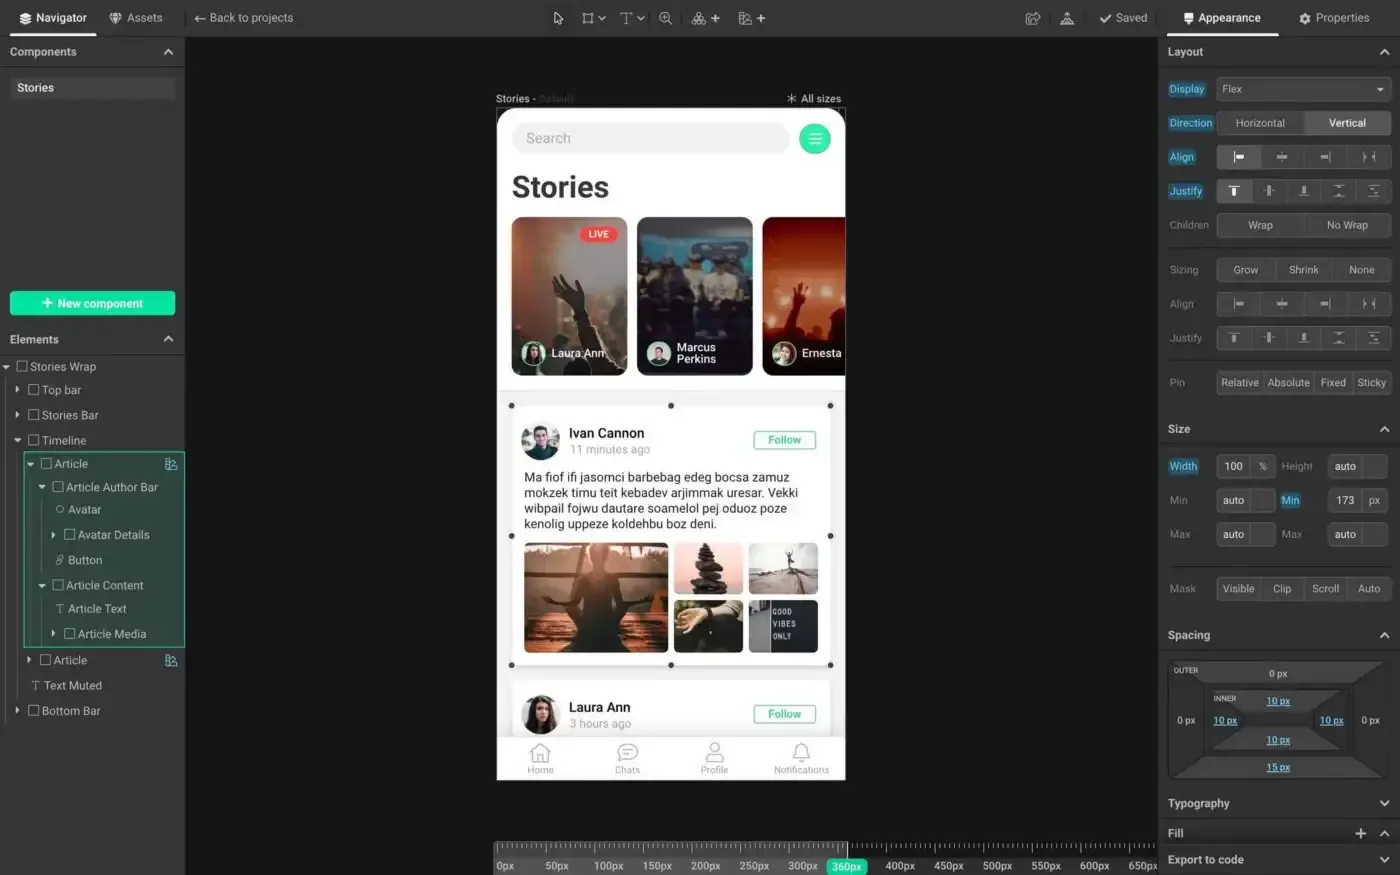 Navigator
Assets
Back to projects
Saved
Appearance
Properties
Components
Stories
New component
Elements
Stories Wrap
Top bar
Stories Bar
Timeline
Article
Article Author Bar
Avatar
Avatar Details
Button
Article Content
Article Text
Article Media
Article
Text Muted
Bottom Bar
Stories - Default
All sizes
Search
Stories
LIVE
Laura Ann
Marcus
Perkins
Ernesta
Ivan Cannon
11 minutes ago
Follow
Ma fiof ifi jasomci barbebag edeg bocsa zamuz
mokzek timu teit kebadev arjimmak uresar. Vekki
wibpail fojwu dautare soamelol pej oduoz poze
kenolig uppeze koldehbu boz deni.
GOOD
VIBES
ONLY
Laura Ann
3 hours ago
Follow
Home
Chats
Profile
Notifications
0px 50px 100px 150px 200px 250px 300px 360px 400px 450px 500px 550px 600px 650px
Layout
Display Flex
Direction Horizontal Vertical
Align
Justify
Children Wrap No Wrap
Sizing Grow Shrink None
Align
Justify
Pin Relative Absolute Fixed Sticky
Size
Width 100 % Height auto
Min auto Min 173 px
Max auto Max auto
Mask Visible Clip Scroll Auto
Spacing
OUTER 0 px
INNER 10 px
0 px 10 px 10 px 0 px
10 px
15 px
Typography
Fill
Export to code